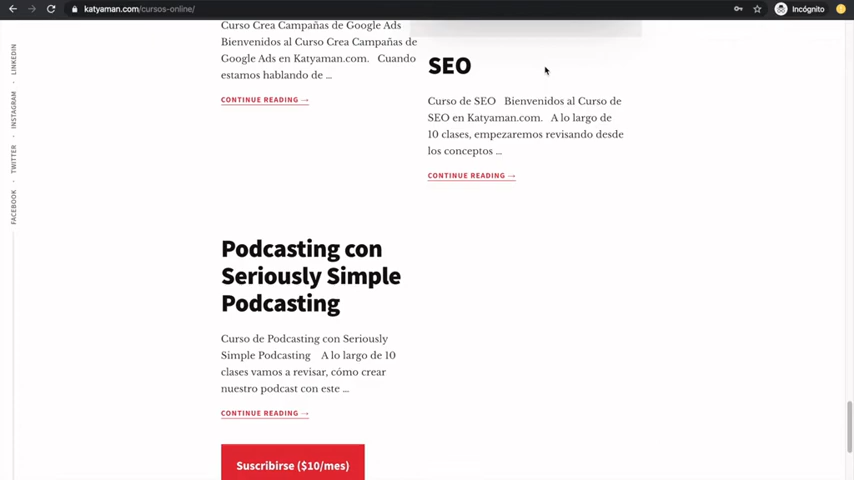 katyaman.com/cursos-online/
Incógnito
LINKEDIN
INSTAGRAM
TWITTER
FACEBOOK
Curso Crea Campañas de Google Ads
Bienvenidos al Curso Crea Campañas de
Google Ads en Katyaman.com. Cuando
estamos hablando de ...
CONTINUE READING →
SEO
Curso de SEO Bienvenidos al Curso de
SEO en Katyaman.com. A lo largo de
10 clases, empezaremos revisando desde
los conceptos ...
CONTINUE READING →
Podcasting con
Seriously Simple
Podcasting
Curso de Podcasting con Seriously
Simple Podcasting A lo largo de 10
clases vamos a revisar, cómo crear
nuestro podcast con este ...
CONTINUE READING →
Suscribirse ($10/mes)